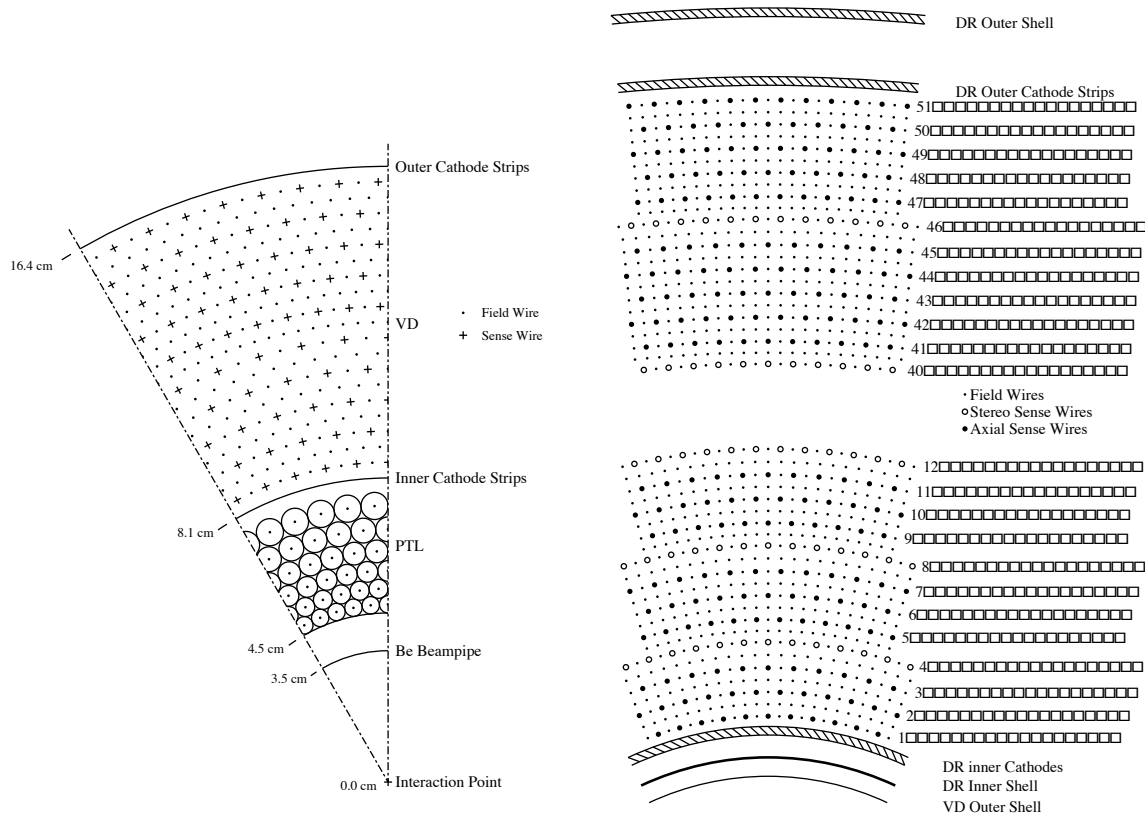 Outer Cathode Strips
16.4 cm
VD
Field Wire
Sense Wire
Inner Cathode Strips
8.1 cm
PTL
4.5 cm
Be Beampipe
3.5 cm
0.0 cm
Interaction Point
DR Outer Shell
DR Outer Cathode Strips
51
50
49
48
47
46
45
44
43
42
41
40
Field Wires
Stereo Sense Wires
Axial Sense Wires
12
11
10
9
8
7
6
5
4
3
2
1
DR inner Cathodes
DR Inner Shell
VD Outer Shell